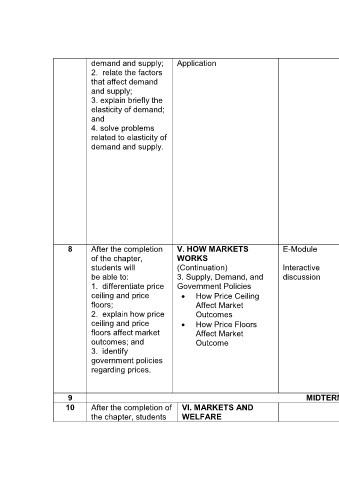 demand and supply;
2. relate the factors
that affect demand
and supply;
3. explain briefly the
elasticity of demand;
and
4. solve problems
related to elasticity of
demand and supply.
Application
8
After the completion
of the chapter,
students will
be able to:
1. differentiate price
ceiling and price
floors;
2. explain how price
ceiling and price
floors affect market
outcomes; and
3. identify
government policies
regarding prices.
V. HOW MARKETS
WORKS
(Continuation)
3. Supply, Demand, and
Government Policies
• How Price Ceiling
Affect Market
Outcomes
• How Price Floors
Affect Market
Outcome
E-Module
Interactive
discussion
9
MIDTER
10
After the completion of
the chapter, students
VI. MARKETS AND
WELFARE